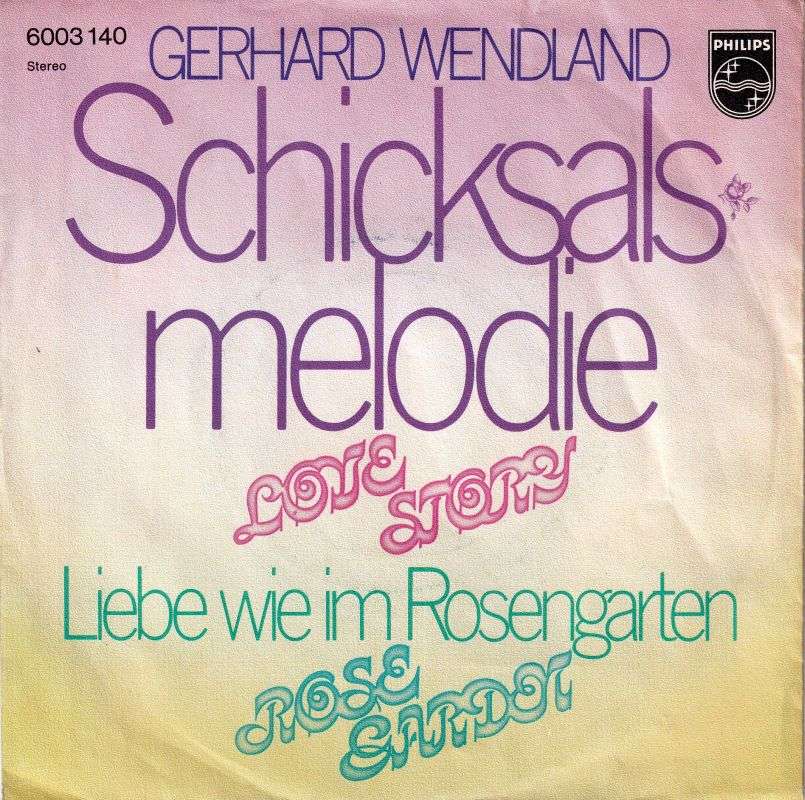 6003 140
Stereo
GERHARD WENDLAND
PHILIPS
Schicksals
melodie
LOVE
STORY
Liebe wie im Rosengarten
ROSE
GARDEN